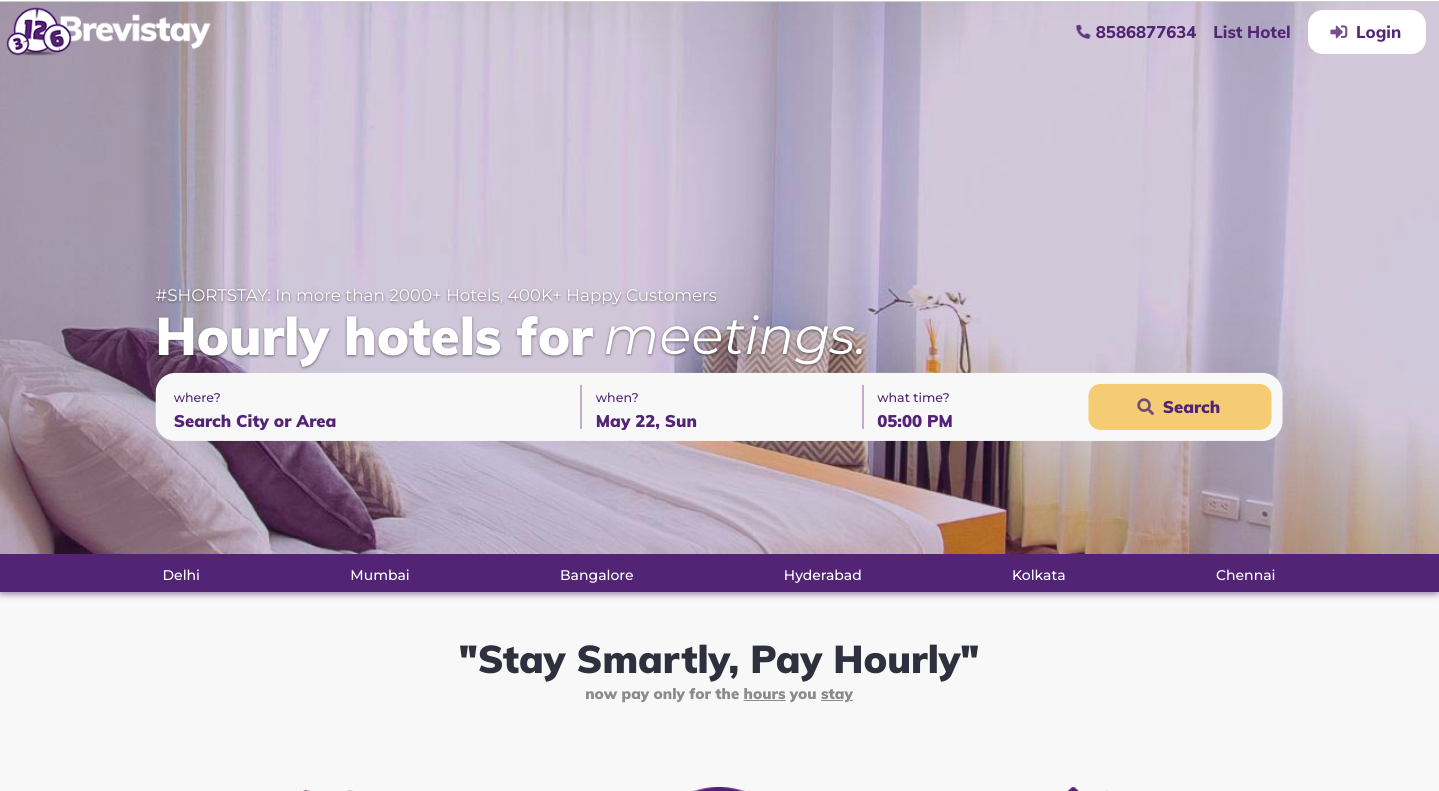 3 12 6 Brevistay
8586877634 List Hotel Login
#SHORTSTAY: In more than 2000+ Hotels, 400K+ Happy Customers
Hourly hotels for meetings.
where? when? what time?
Search City or Area May 22, Sun 05:00 PM Search
Delhi Mumbai Bangalore Hyderabad Kolkata Chennai
"Stay Smartly, Pay Hourly"
now pay only for the hours you stay